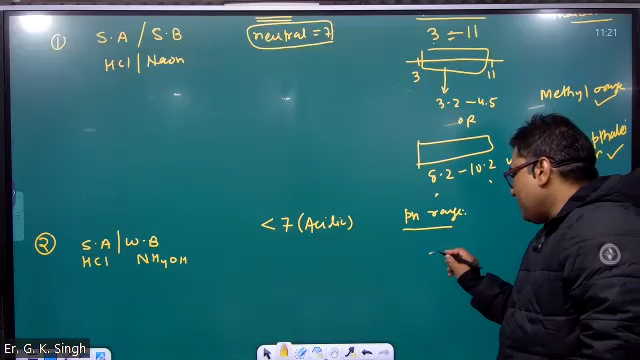 ① S.A / S.B neutral = 7
HCl | NaOH
3 – 11
11:21
3 11
3.2 – 4.5
Methyl orange
OR
8.2 – 10.2
② S.A | W.B < 7 (Acidic) pH range:
HCl NH4OH
Er. G. K. Singh